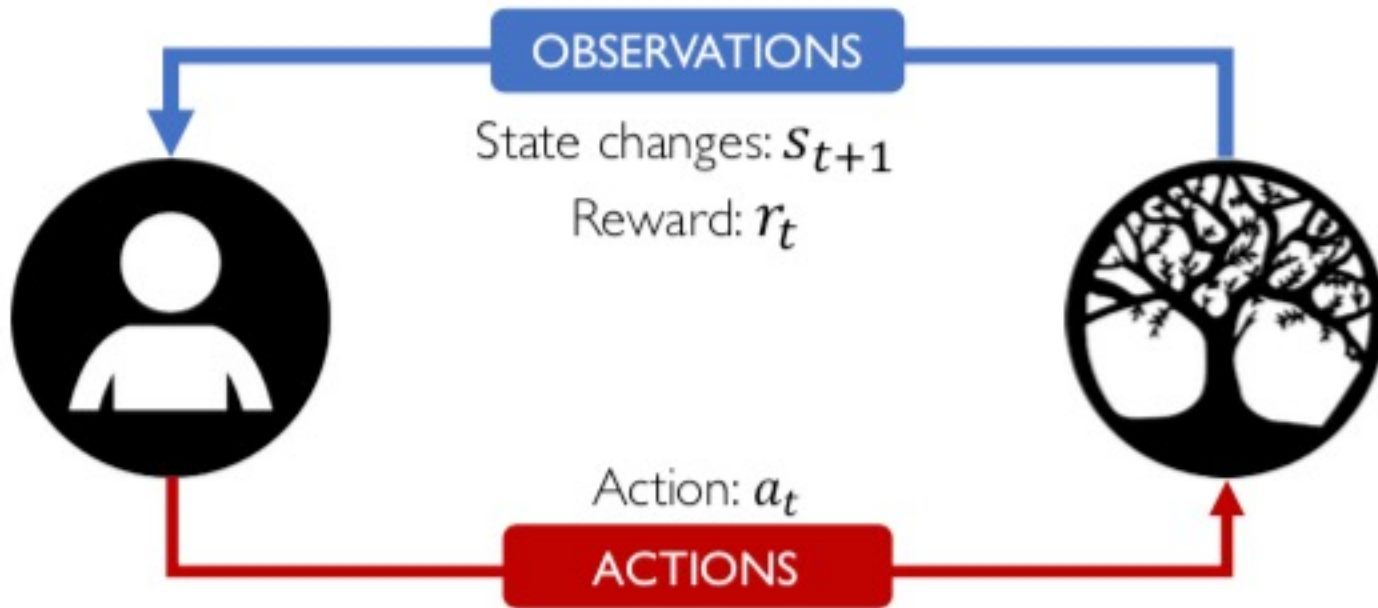 OBSERVATIONS
State changes: s_{t+1}
Reward: r_t
Action: a_t
ACTIONS